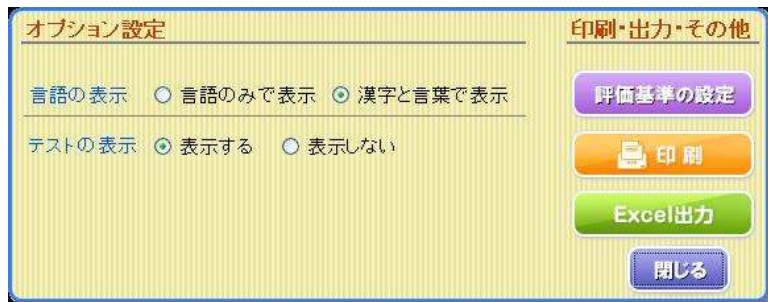 オプション設定
言語の表示 言語のみで表示 漢字と言葉で表示
テストの表示 表示する 表示しない
印刷・出力・その他
評価基準の設定
印刷
Excel出力
閉じる